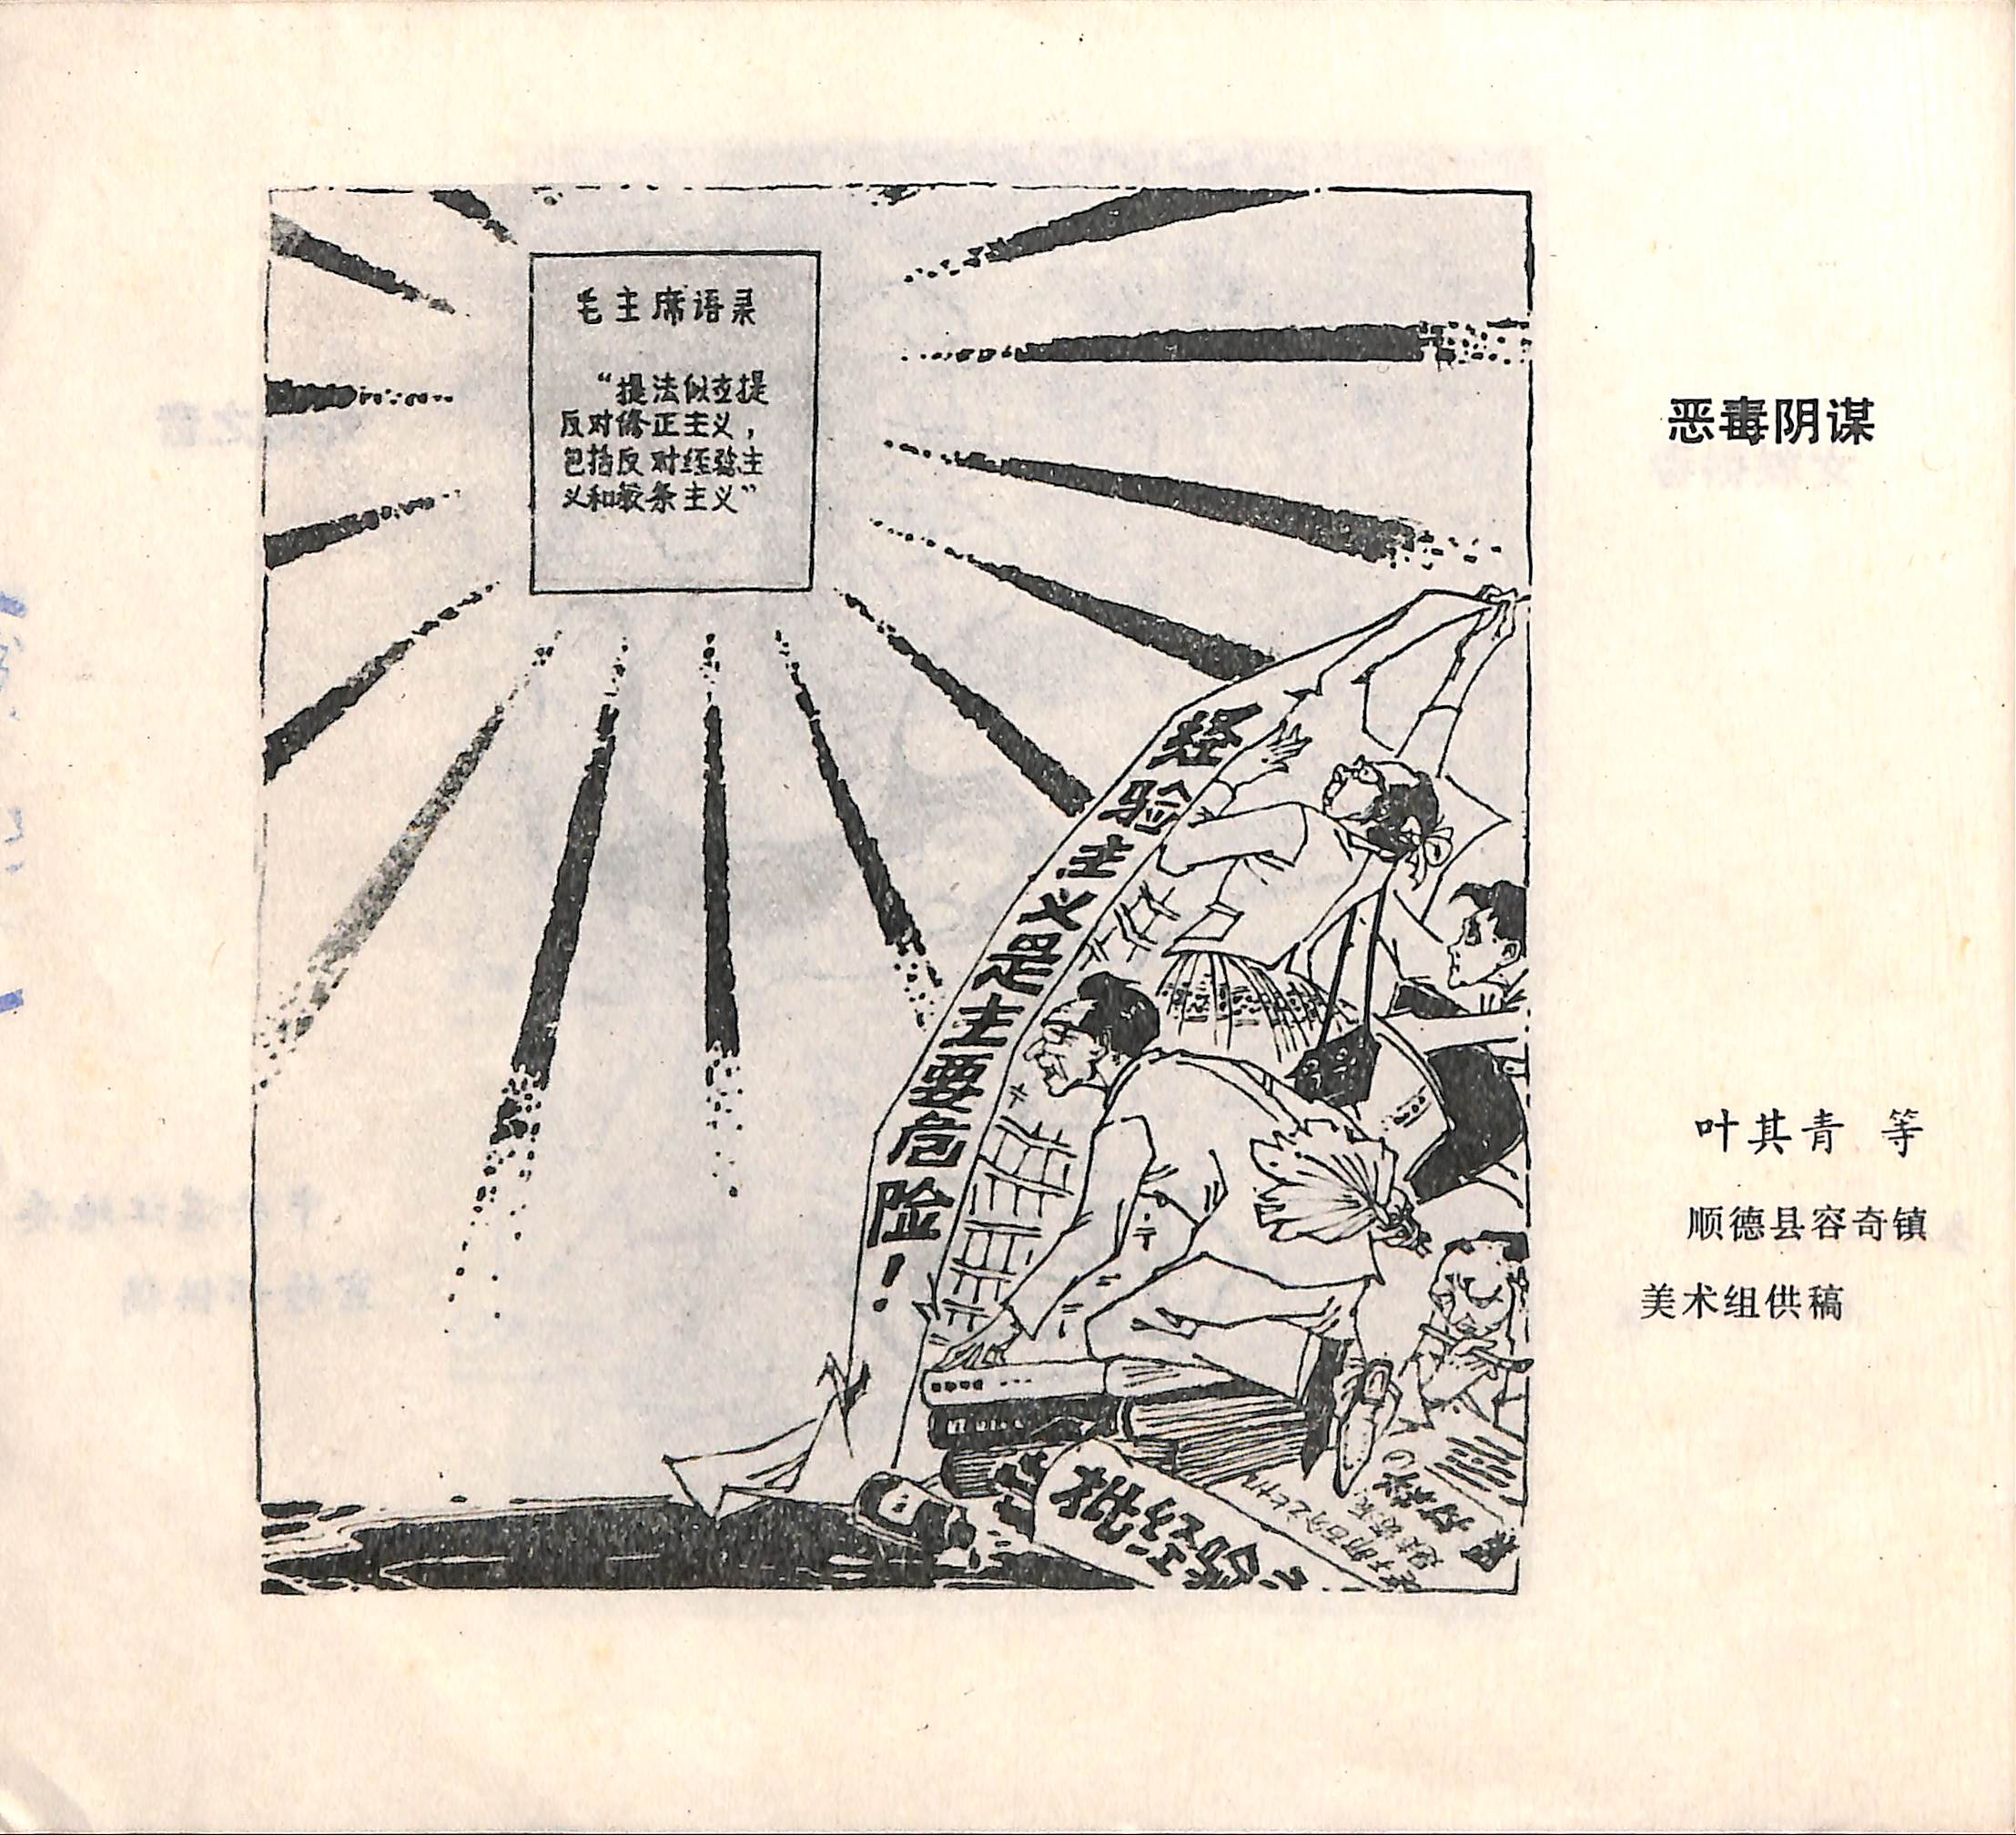 毛主席语录
“提法似应提
反对修正主义，
包括反对经验主
义和教条主义”
经验主义是主要危险！
批经验
材料
恶毒阴谋
叶其青 等
顺德县容奇镇
美术组供稿